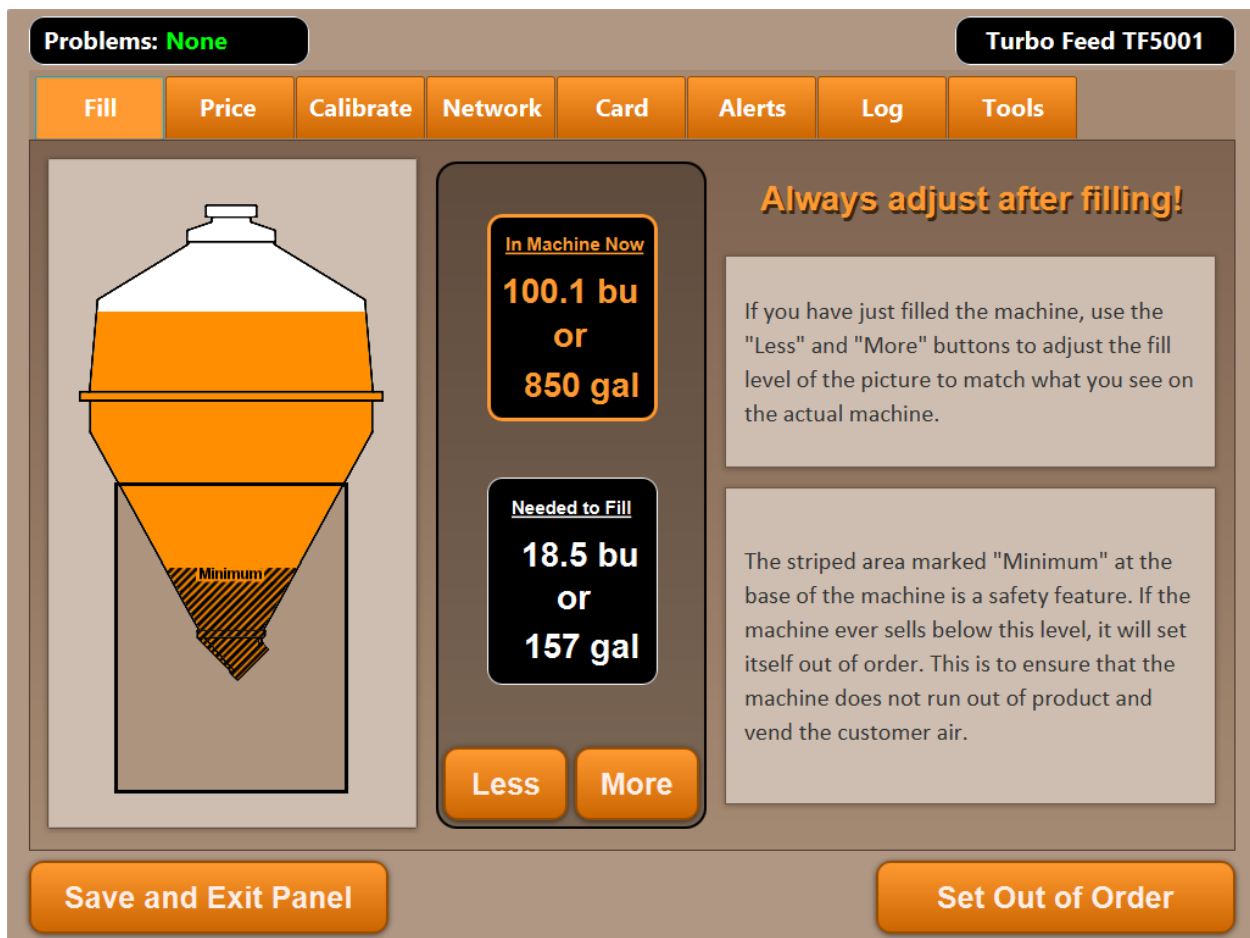 Problems: None
Turbo Feed TF5001
Fill
Price
Calibrate
Network
Card
Alerts
Log
Tools
Minimum
In Machine Now
100.1 bu
or
850 gal
Needed to Fill
18.5 bu
or
157 gal
Less
More
Always adjust after filling!
If you have just filled the machine, use the
"Less" and "More" buttons to adjust the fill
level of the picture to match what you see on
the actual machine.
The striped area marked "Minimum" at the
base of the machine is a safety feature. If the
machine ever sells below this level, it will set
itself out of order. This is to ensure that the
machine does not run out of product and
vend the customer air.
Save and Exit Panel
Set Out of Order